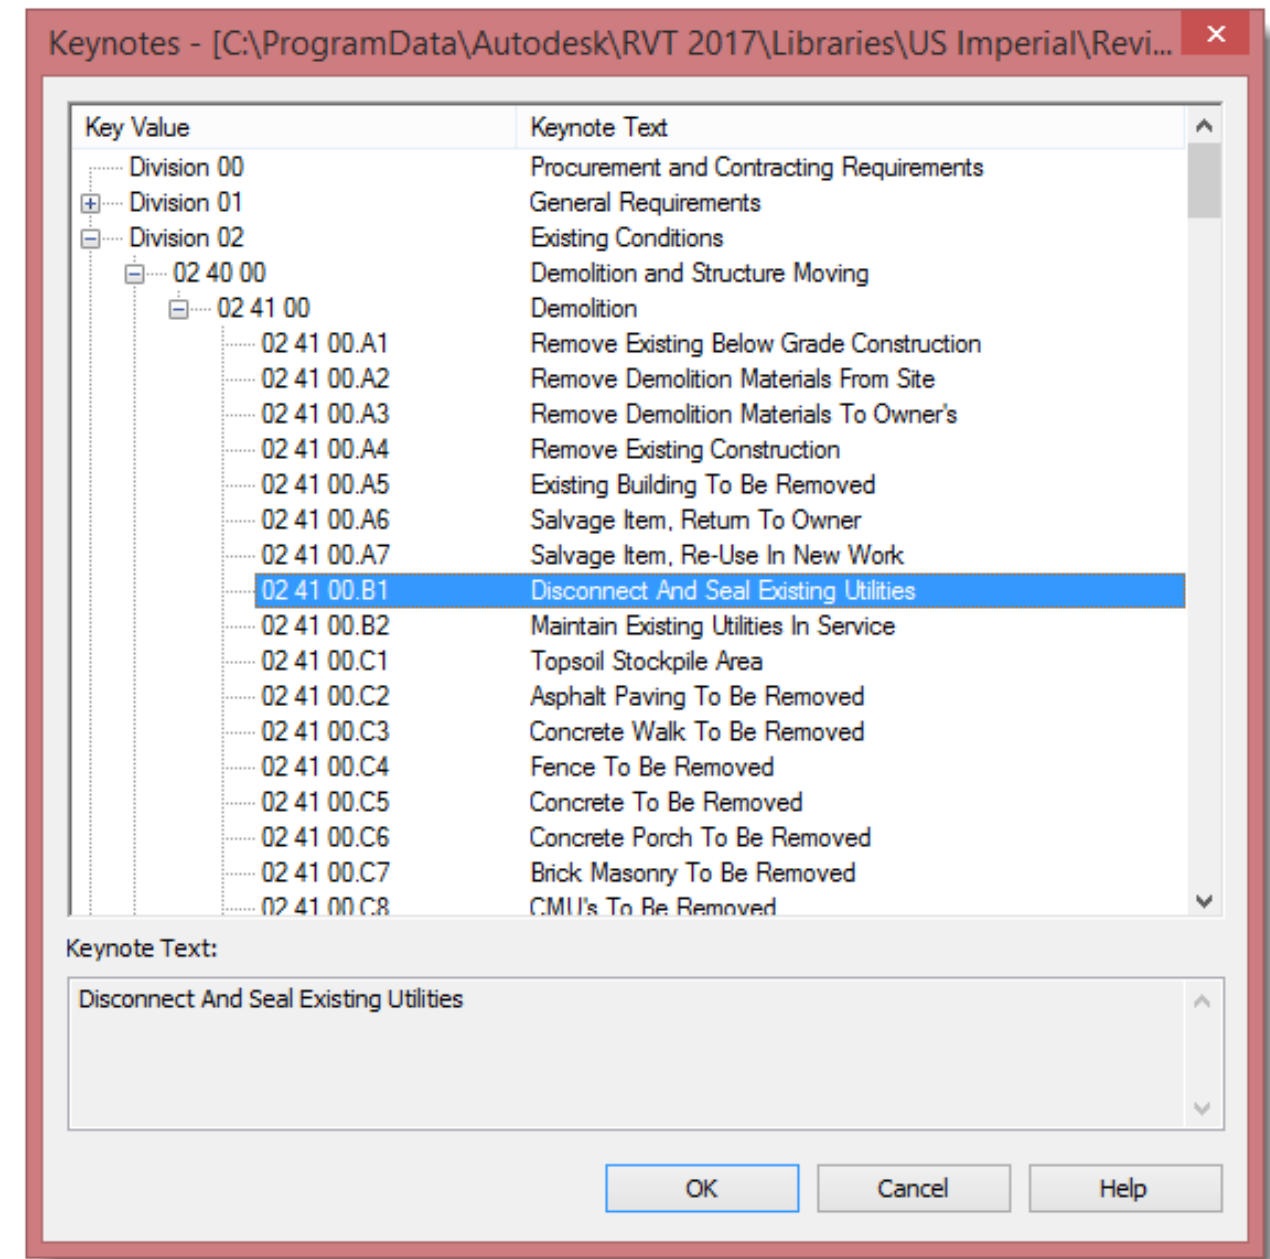 Keynotes - [C:\ProgramData\Autodesk\RVT 2017\Libraries\US Imperial\Revi...
Key Value Keynote Text
Division 00 Procurement and Contracting Requirements
Division 01 General Requirements
Division 02 Existing Conditions
02 40 00 Demolition and Structure Moving
02 41 00 Demolition
02 41 00.A1 Remove Existing Below Grade Construction
02 41 00.A2 Remove Demolition Materials From Site
02 41 00.A3 Remove Demolition Materials To Owner's
02 41 00.A4 Remove Existing Construction
02 41 00.A5 Existing Building To Be Removed
02 41 00.A6 Salvage Item, Return To Owner
02 41 00.A7 Salvage Item, Re-Use In New Work
02 41 00.B1 Disconnect And Seal Existing Utilities
02 41 00.B2 Maintain Existing Utilities In Service
02 41 00.C1 Topsoil Stockpile Area
02 41 00.C2 Asphalt Paving To Be Removed
02 41 00.C3 Concrete Walk To Be Removed
02 41 00.C4 Fence To Be Removed
02 41 00.C5 Concrete To Be Removed
02 41 00.C6 Concrete Porch To Be Removed
02 41 00.C7 Brick Masonry To Be Removed
02 41 00.C8 CMU's To Be Removed
Keynote Text:
Disconnect And Seal Existing Utilities
OK Cancel Help